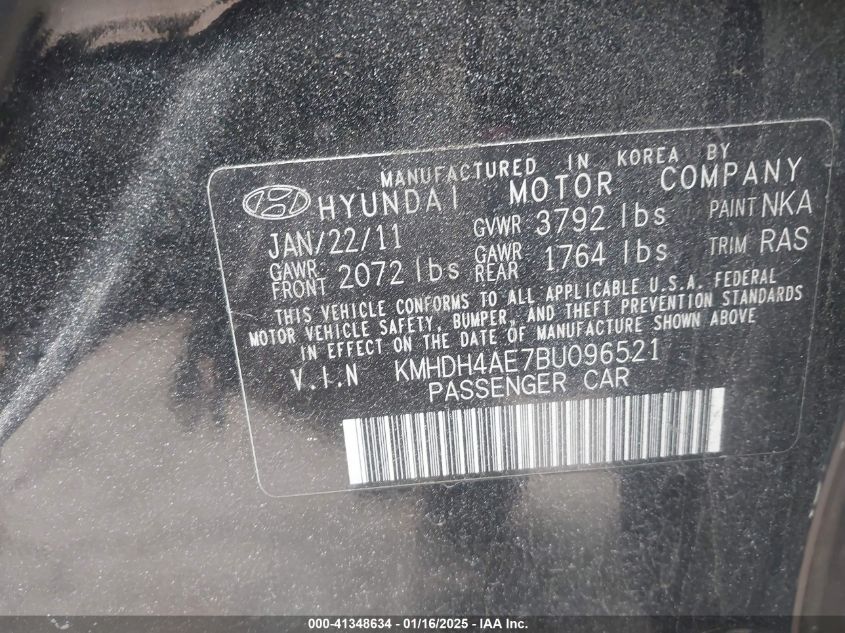 MANUFACTURED IN KOREA BY
HYUNDAI MOTOR COMPANY
JAN/22/11 GVWR 3792 lbs PAINT NKA
GAWR FRONT 2072 lbs GAWR REAR 1764 lbs TRIM RAS
THIS VEHICLE CONFORMS TO ALL APPLICABLE U.S.A. FEDERAL
MOTOR VEHICLE SAFETY, BUMPER, AND THEFT PREVENTION STANDARDS
IN EFFECT ON THE DATE OF MANUFACTURE SHOWN ABOVE
V.I.N KMHDH4AE7BU096521
PASSENGER CAR
000-41348634 - 01/16/2025 - IAA Inc.